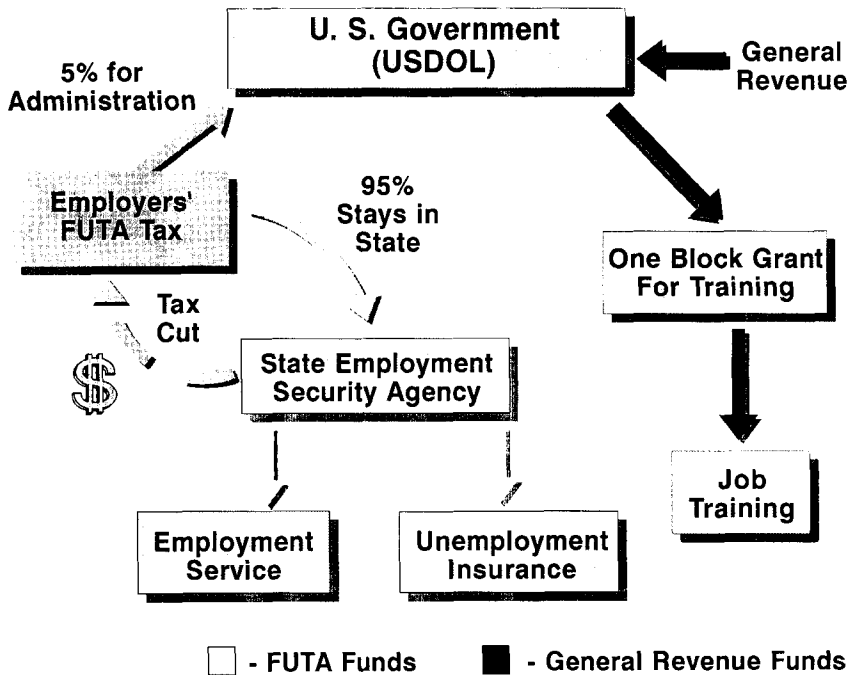 U. S. Government
(USDOL)
General
Revenue
5% for
Administration
Employers'
FUTA Tax
95%
Stays in
State
One Block Grant
For Training
Tax
Cut
$
State Employment
Security Agency
Job
Training
Employment
Service
Unemployment
Insurance
- FUTA Funds
- General Revenue Funds